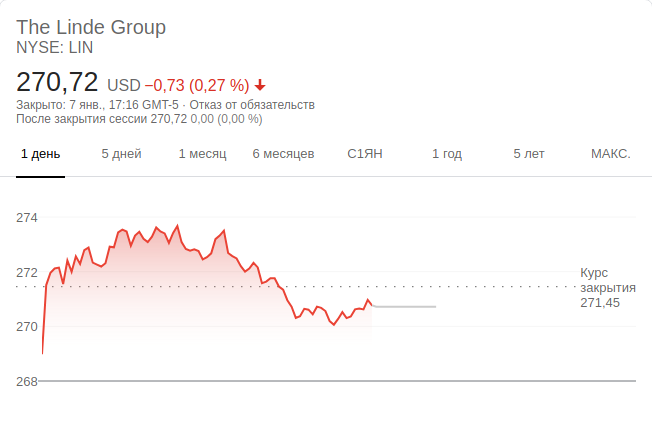 The Linde Group
NYSE: LIN
270,72 USD −0,73 (0,27 %)
Закрыто: 7 янв., 17:16 GMT-5 · Отказ от обязательств
После закрытия сессии 270,72 0,00 (0,00 %)
1 день 5 дней 1 месяц 6 месяцев С1ЯН 1 год 5 лет МАКС.
274
272
Курс
закрытия
271,45
270
268